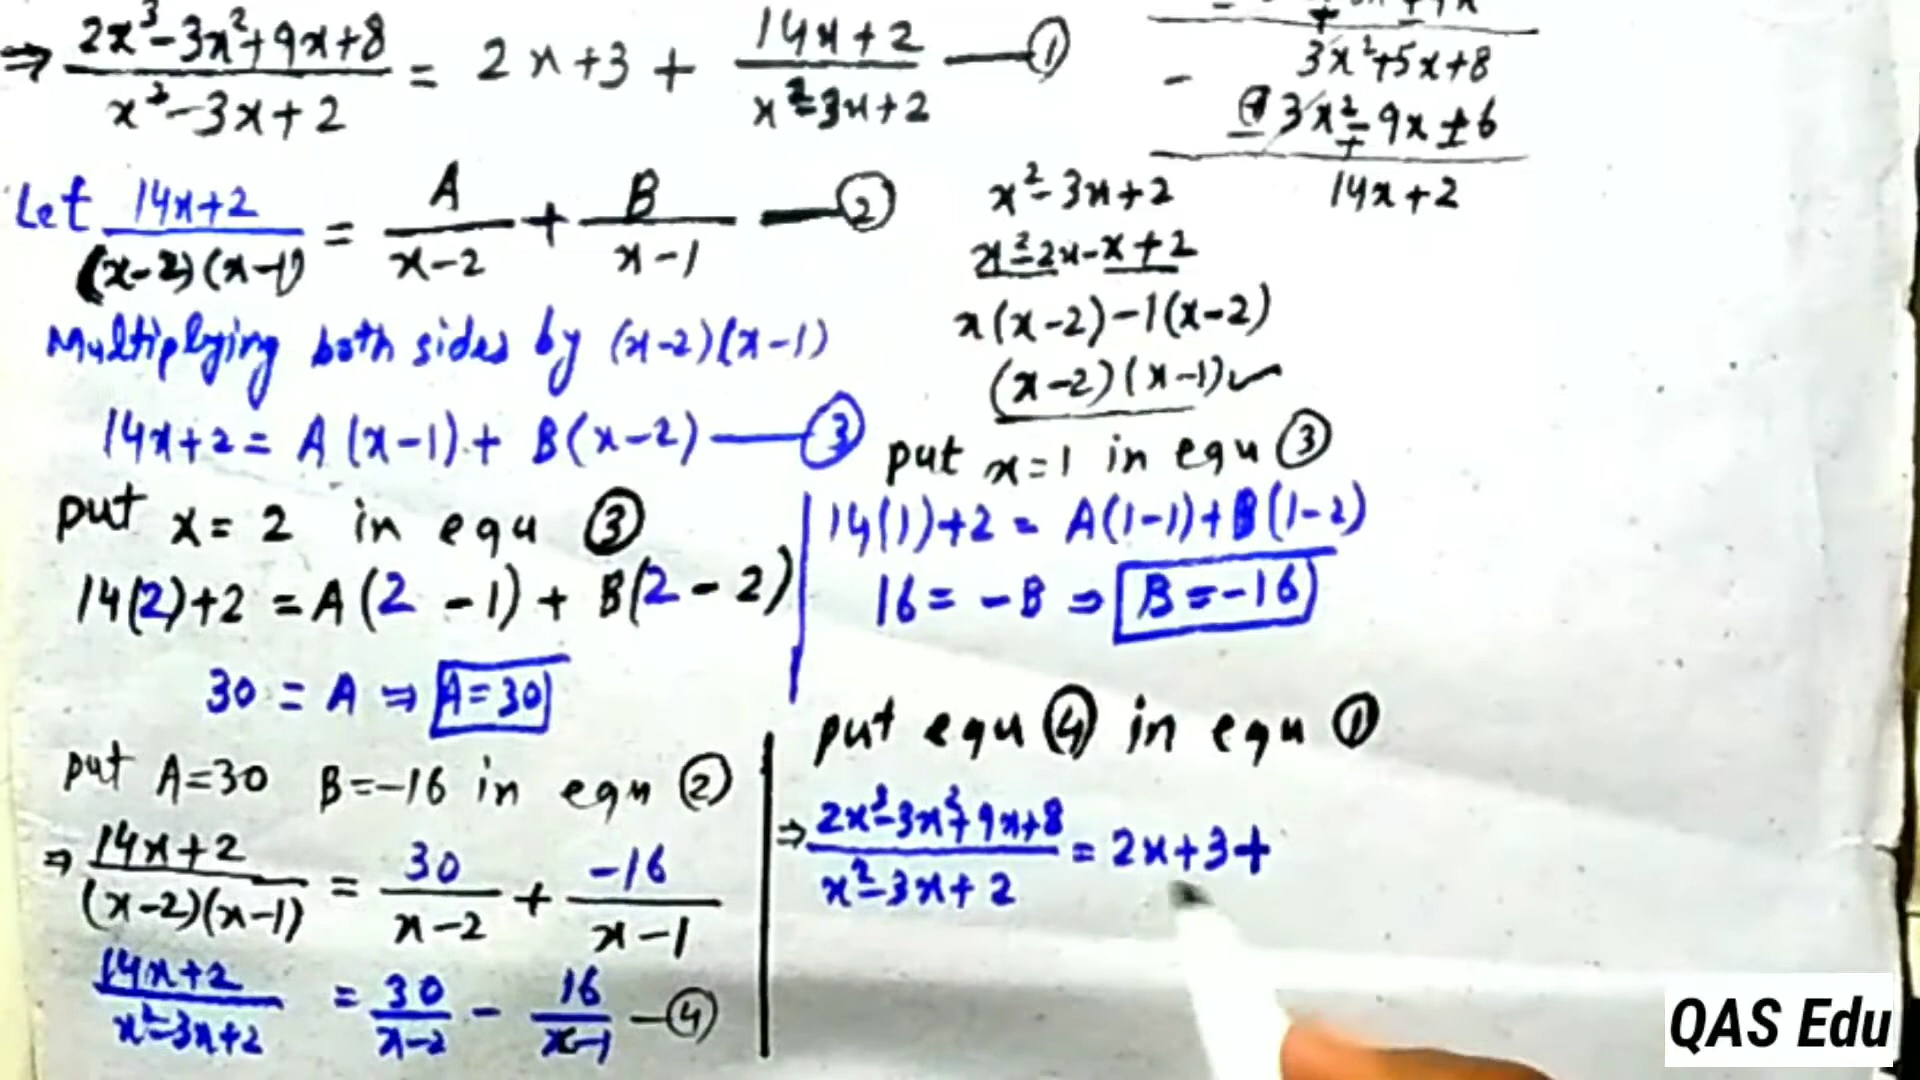 ⇒ (2x³-3x²+9x+8)/(x²-3x+2) = 2x+3 + (14x+2)/(x²-3x+2) — ①
3x²+5x+8
- ⊕3x²-9x+6
14x+2
Let (14x+2)/((x-2)(x-1)) = A/(x-2) + B/(x-1) — ②
x²-3x+2
x²-2x-x+2
x(x-2)-1(x-2)
(x-2)(x-1)✓
Multiplying both sides by (x-2)(x-1)
14x+2 = A(x-1) + B(x-2) — ③
put x=2 in equ ③
14(2)+2 = A(2-1) + B(2-2)
30 = A ⇒ A=30
put x=1 in equ ③
14(1)+2 = A(1-1)+B(1-2)
16 = -B ⇒ B=-16
put A=30 B=-16 in equ ②
⇒ (14x+2)/((x-2)(x-1)) = 30/(x-2) + -16/(x-1)
(14x+2)/(x²-3x+2) = 30/(x-2) - 16/(x-1) — ④
put equ ④ in equ ①
⇒ (2x³-3x²+9x+8)/(x²-3x+2) = 2x+3+
QAS Edu